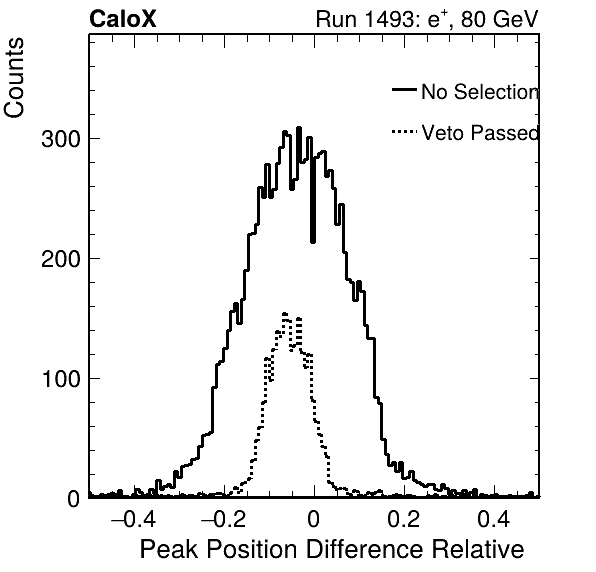 CaloX Run 1493: e⁺, 80 GeV
Counts
No Selection
Veto Passed
300
200
100
0
−0.4 −0.2 0 0.2 0.4
Peak Position Difference Relative